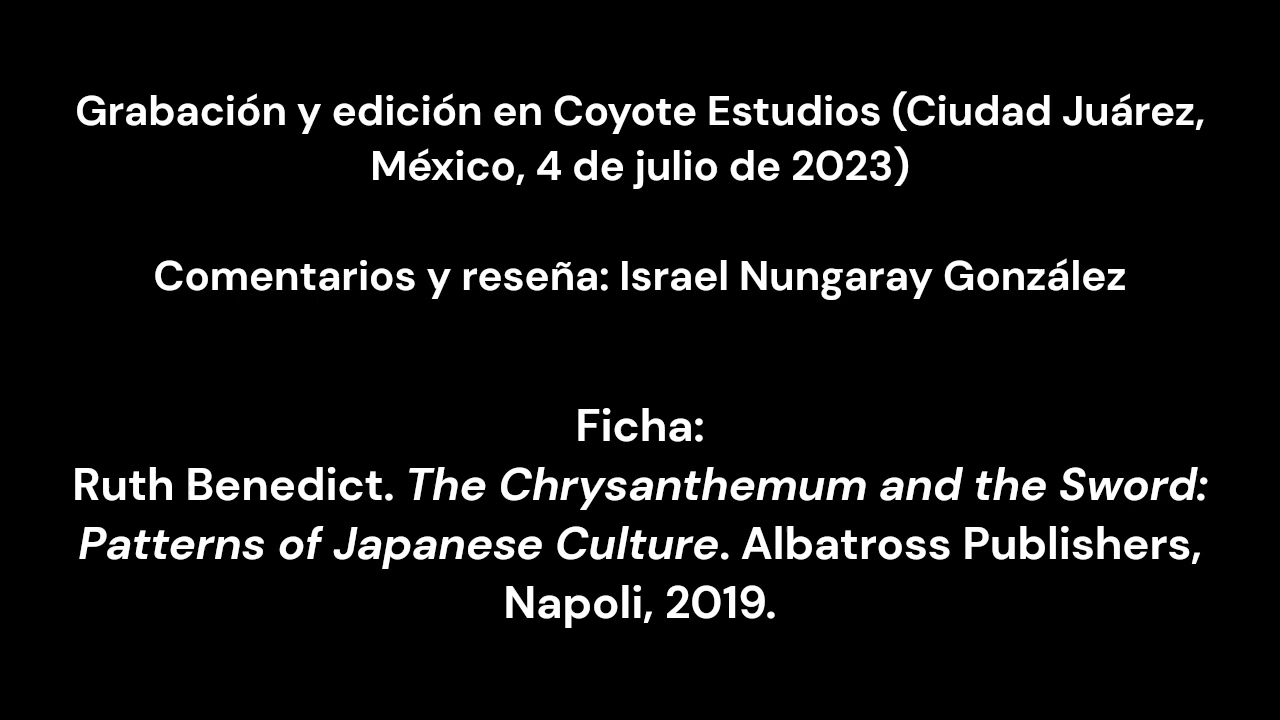 Grabación y edición en Coyote Estudios (Ciudad Juárez,
México, 4 de julio de 2023)
Comentarios y reseña: Israel Nungaray González
Ficha:
Ruth Benedict. The Chrysanthemum and the Sword:
Patterns of Japanese Culture. Albatross Publishers,
Napoli, 2019.